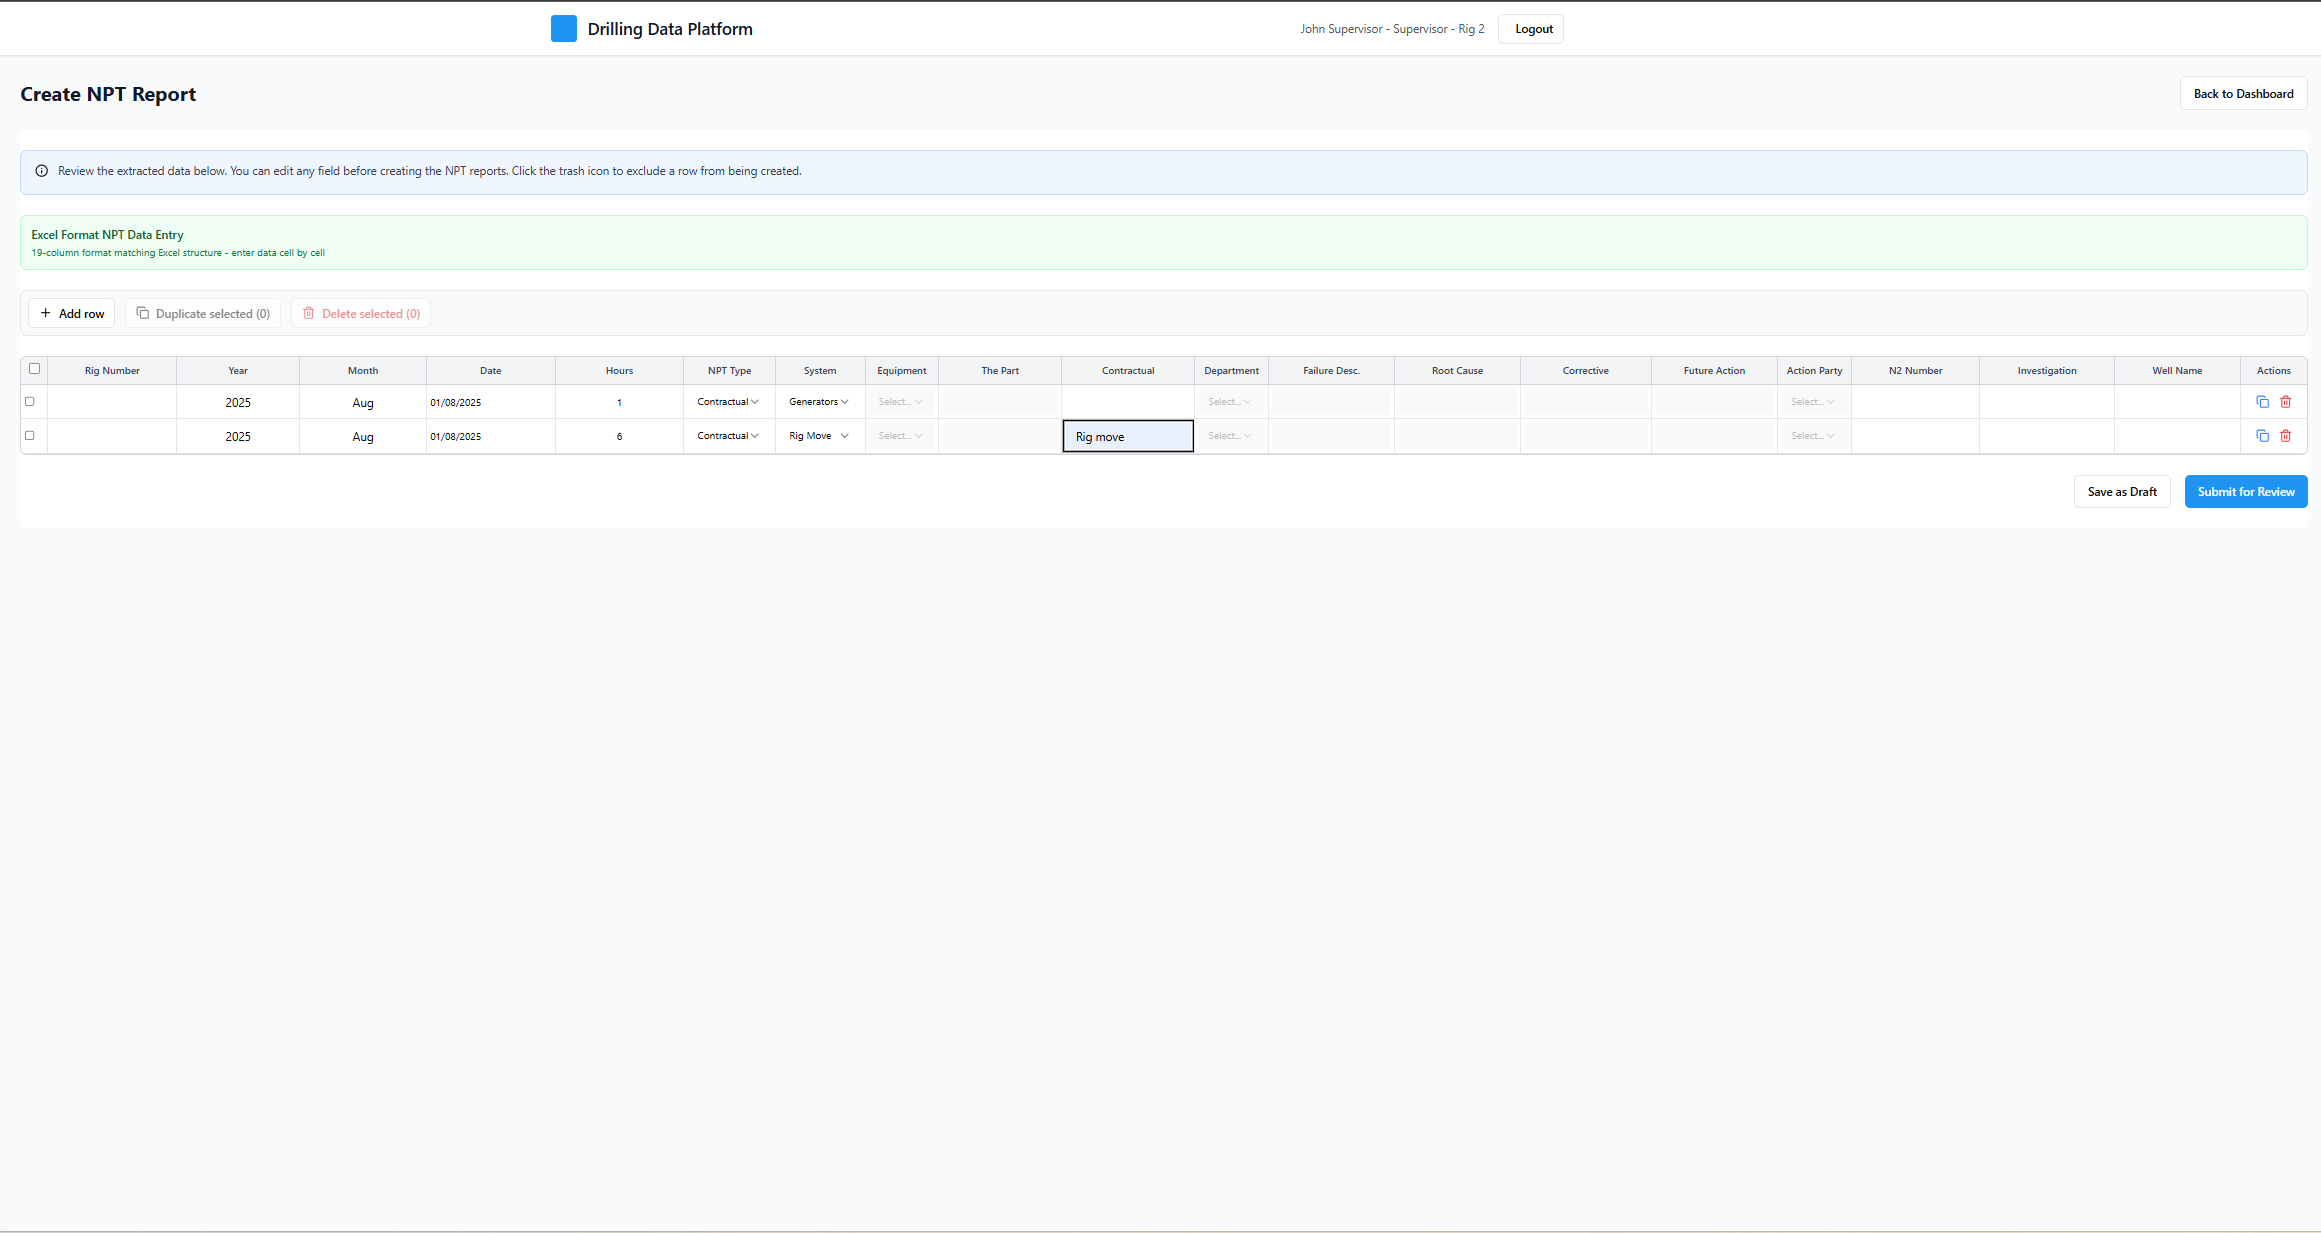 Drilling Data Platform
John Supervisor - Supervisor - Rig 2
Logout
Create NPT Report
Back to Dashboard
Review the extracted data below. You can edit any field before creating the NPT reports. Click the trash icon to exclude a row from being created.
Excel Format NPT Data Entry
19-column format matching Excel structure - enter data cell by cell
Add row
Duplicate selected (0)
Delete selected (0)
Rig Number Year Month Date Hours NPT Type System Equipment The Part Contractual Department Failure Desc. Root Cause Corrective Future Action Action Party N2 Number Investigation Well Name Actions
2025 Aug 01/08/2025 1 Contractual Generators Select... Select... Select...
2025 Aug 01/08/2025 6 Contractual Rig Move Select... Rig move Select... Select...
Save as Draft
Submit for Review